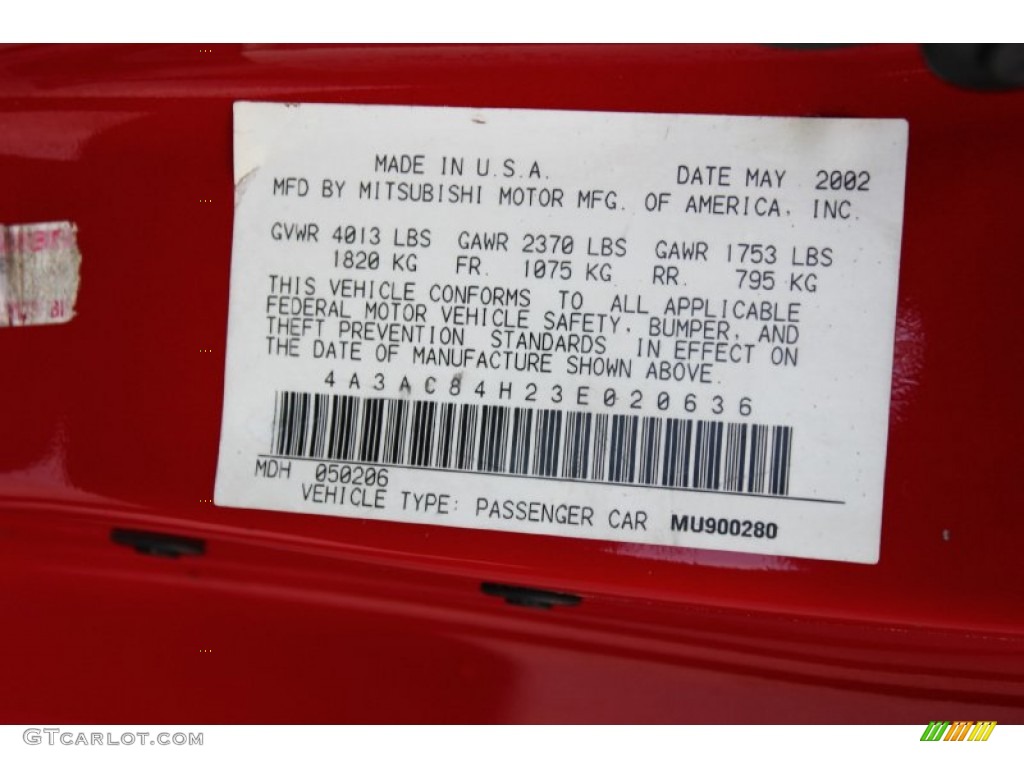 MADE IN U.S.A. DATE MAY 2002
MFD BY MITSUBISHI MOTOR MFG. OF AMERICA, INC.
GVWR 4013 LBS GAWR 2370 LBS GAWR 1753 LBS
1820 KG FR. 1075 KG RR. 795 KG
THIS VEHICLE CONFORMS TO ALL APPLICABLE
FEDERAL MOTOR VEHICLE SAFETY, BUMPER, AND
THEFT PREVENTION STANDARDS IN EFFECT ON
THE DATE OF MANUFACTURE SHOWN ABOVE.
4A3AC84H23E020636
MDH 050206
VEHICLE TYPE: PASSENGER CAR MU900280
GTCARLOT.COM